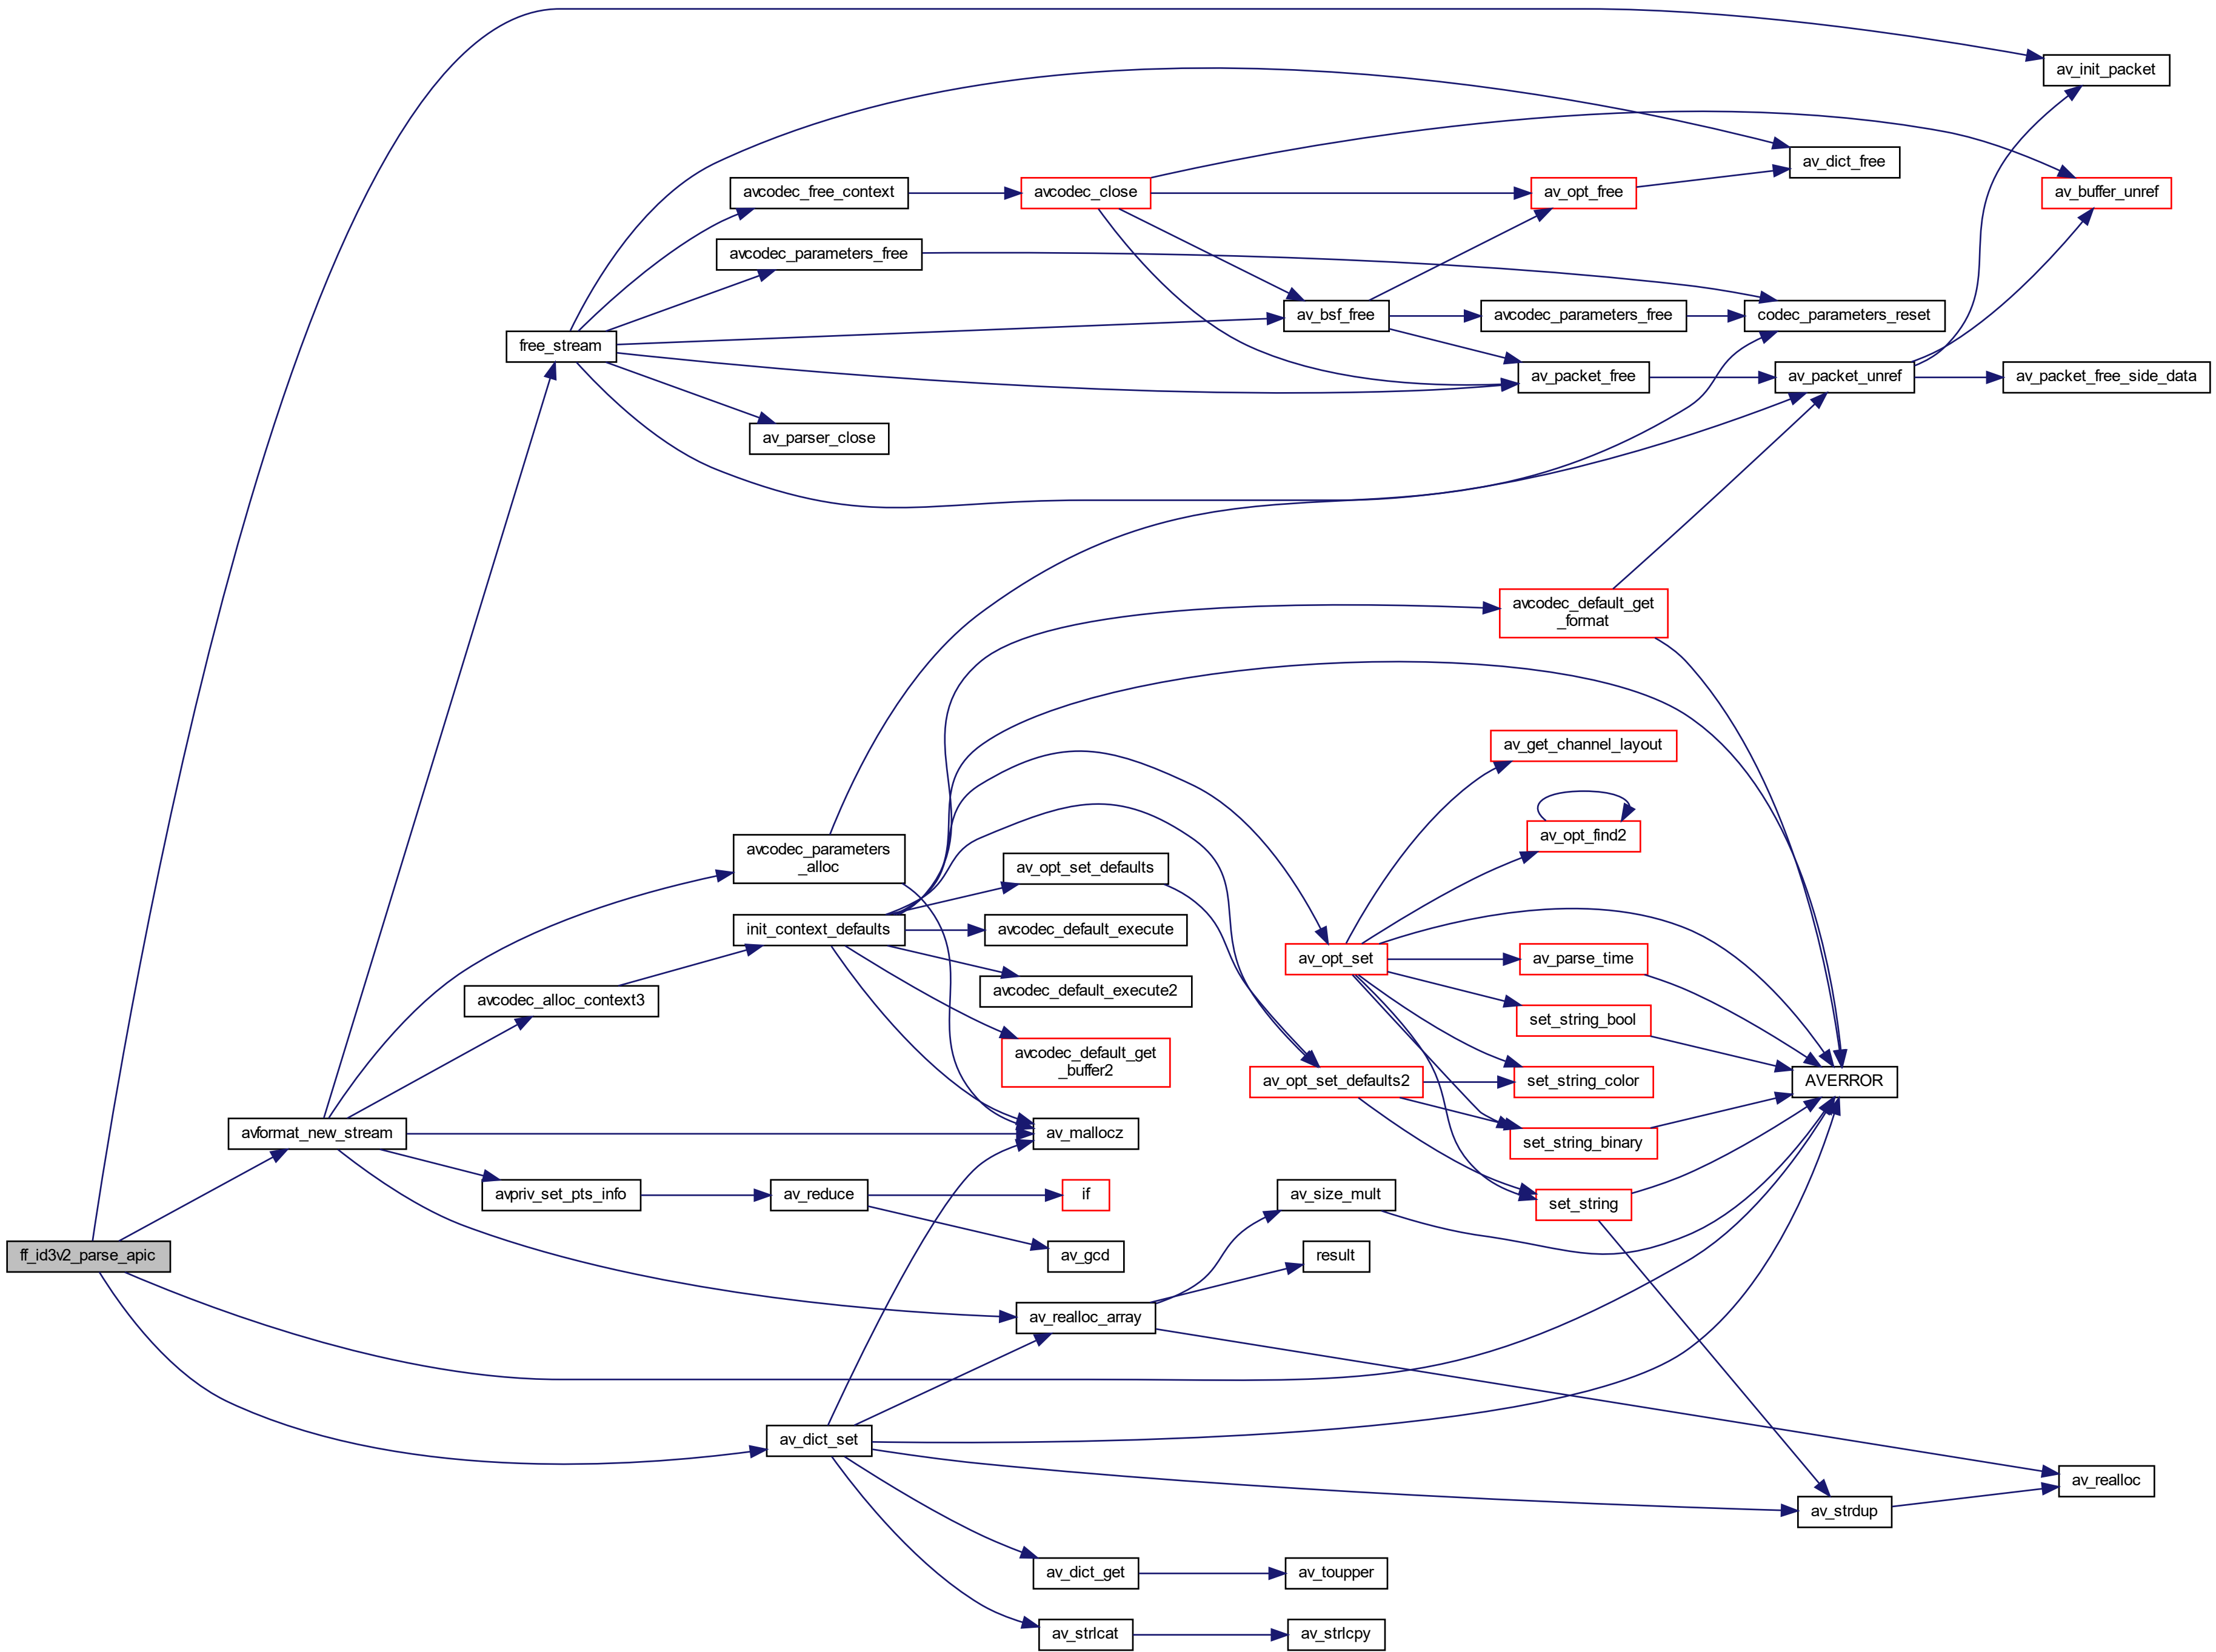 av_init_packet
av_dict_free
avcodec_free_context
avcodec_close
av_opt_free
av_buffer_unref
avcodec_parameters_free
free_stream
av_bsf_free
avcodec_parameters_free
codec_parameters_reset
av_packet_free
av_packet_unref
av_packet_free_side_data
av_parser_close
avcodec_default_get
_format
av_get_channel_layout
av_opt_find2
avcodec_parameters
_alloc
av_opt_set_defaults
init_context_defaults
avcodec_default_execute
av_opt_set
av_parse_time
avcodec_alloc_context3
avcodec_default_execute2
set_string_bool
avcodec_default_get
_buffer2
av_opt_set_defaults2
set_string_color
AVERROR
avformat_new_stream
av_mallocz
set_string_binary
avpriv_set_pts_info
av_reduce
if
av_size_mult
set_string
ff_id3v2_parse_apic
av_gcd
result
av_realloc_array
av_dict_set
av_realloc
av_strdup
av_dict_get
av_toupper
av_strlcat
av_strlcpy